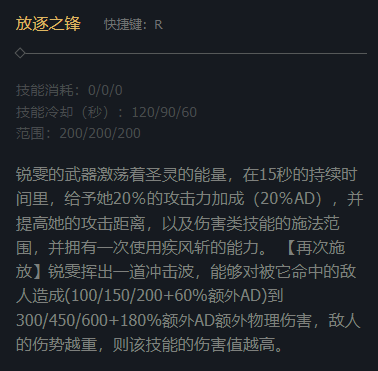 放逐之锋 快捷键：R
技能消耗：0/0/0
技能冷却（秒）：120/90/60
范围：200/200/200
锐雯的武器激荡着圣灵的能量，在15秒的持续时
间里，给予她20%的攻击力加成（20%AD），并
提高她的攻击距离，以及伤害类技能的施法范
围，并拥有一次使用疾风斩的能力。 【再次施
放】锐雯挥出一道冲击波，能够对被它命中的敌
人造成(100/150/200+60%额外AD)到
300/450/600+180%额外AD额外物理伤害，敌人
的伤势越重，则该技能的伤害值越高。